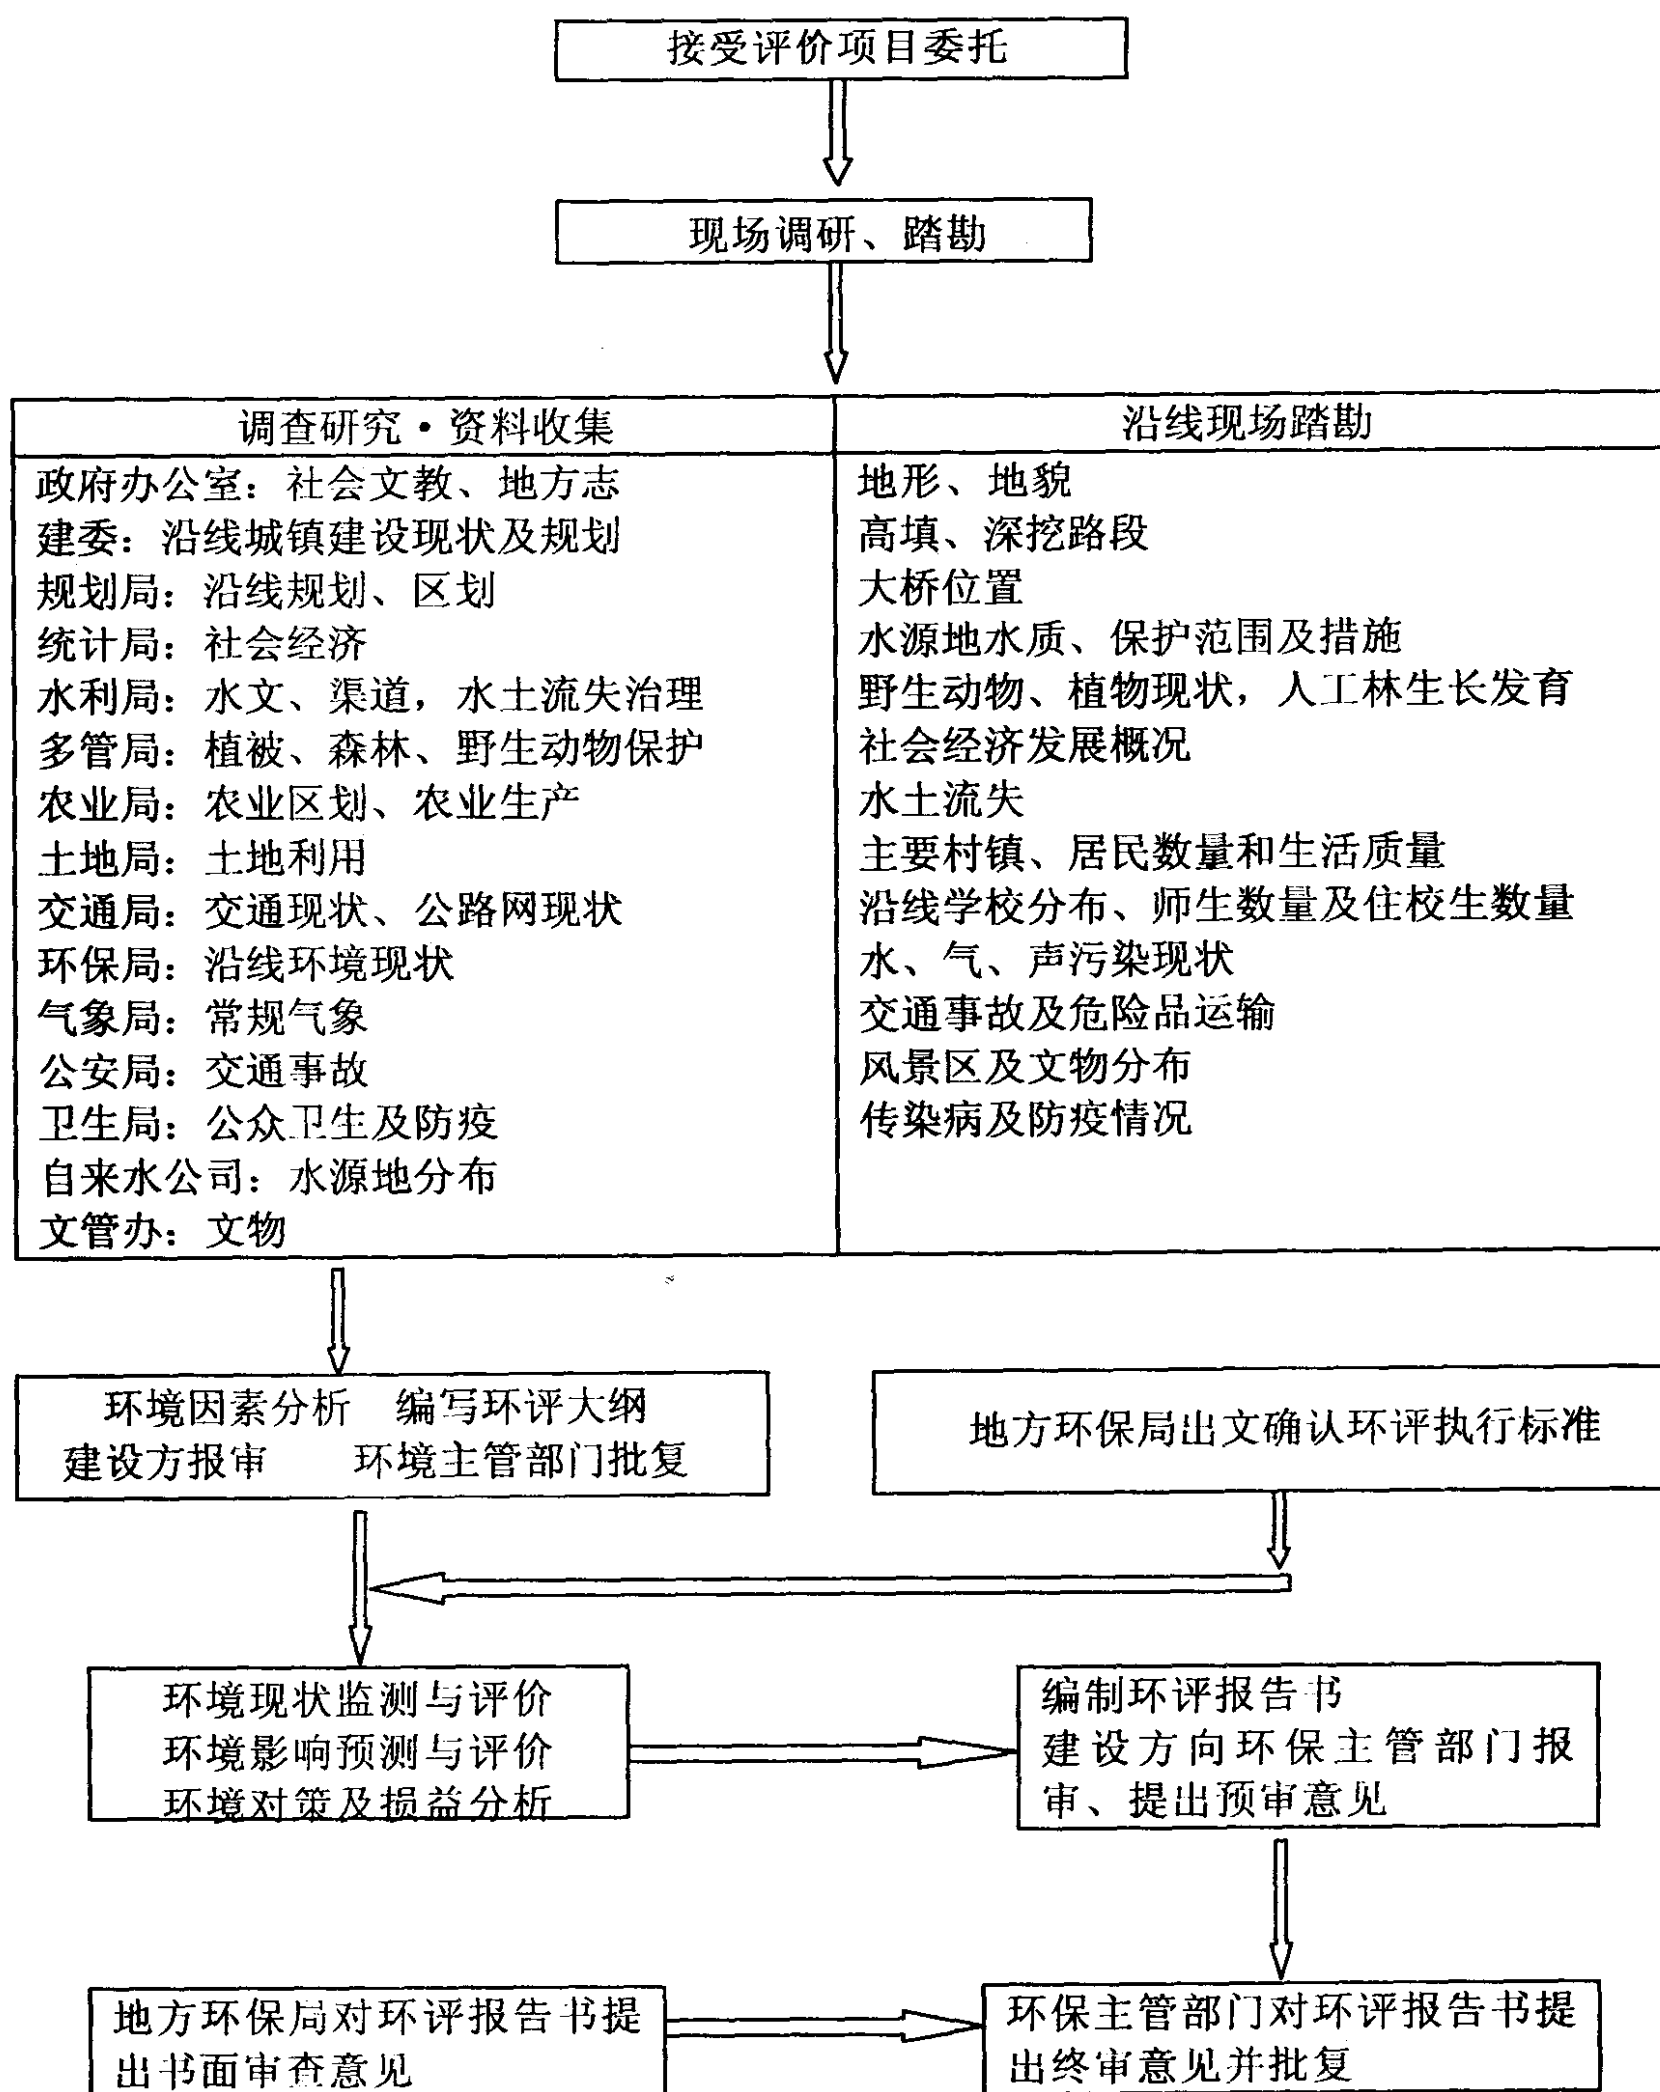 接受评价项目委托
现场调研、踏勘
调查研究·资料收集
政府办公室：社会文教、地方志
建委：沿线城镇建设现状及规划
规划局：沿线规划、区划
统计局：社会经济
水利局：水文、渠道，水土流失治理
多管局：植被、森林、野生动物保护
农业局：农业区划、农业生产
土地局：土地利用
交通局：交通现状、公路网现状
环保局：沿线环境现状
气象局：常规气象
公安局：交通事故
卫生局：公众卫生及防疫
自来水公司：水源地分布
文管办：文物
沿线现场踏勘
地形、地貌
高填、深挖路段
大桥位置
水源地水质、保护范围及措施
野生动物、植物现状，人工林生长发育
社会经济发展概况
水土流失
主要村镇、居民数量和生活质量
沿线学校分布、师生数量及住校生数量
水、气、声污染现状
交通事故及危险品运输
风景区及文物分布
传染病及防疫情况
环境因素分析 编写环评大纲
建设方报审 环境主管部门批复
地方环保局出文确认环评执行标准
环境现状监测与评价
环境影响预测与评价
环境对策及损益分析
编制环评报告书
建设方向环保主管部门报
审、提出预审意见
地方环保局对环评报告书提
出书面审查意见
环保主管部门对环评报告书提
出终审意见并批复